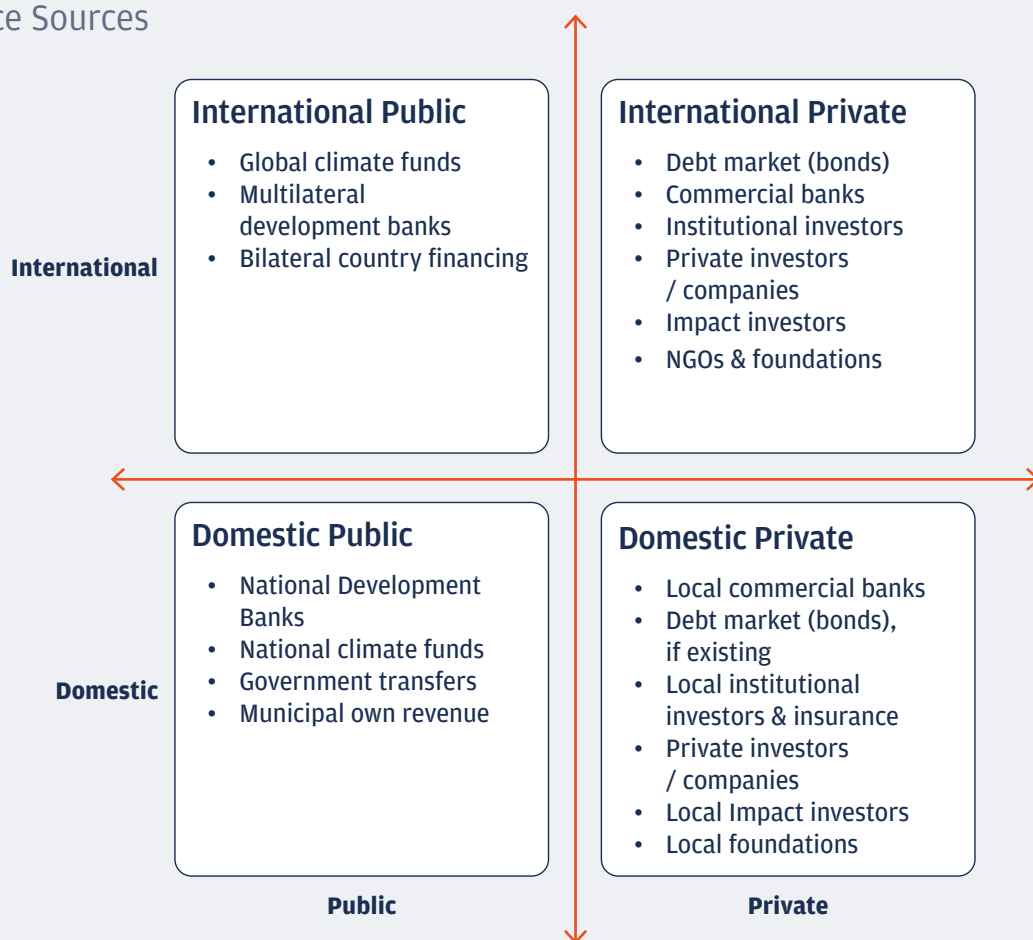 Sources
International Public
• Global climate funds
• Multilateral
development banks
• Bilateral country financing
International Private
• Debt market (bonds)
• Commercial banks
• Institutional investors
• Private investors
/ companies
• Impact investors
• NGOs & foundations
International
Domestic Public
• National Development
Banks
• National climate funds
• Government transfers
• Municipal own revenue
Domestic Private
• Local commercial banks
• Debt market (bonds),
if existing
• Local institutional
investors & insurance
• Private investors
/ companies
• Local Impact investors
• Local foundations
Domestic
Public
Private